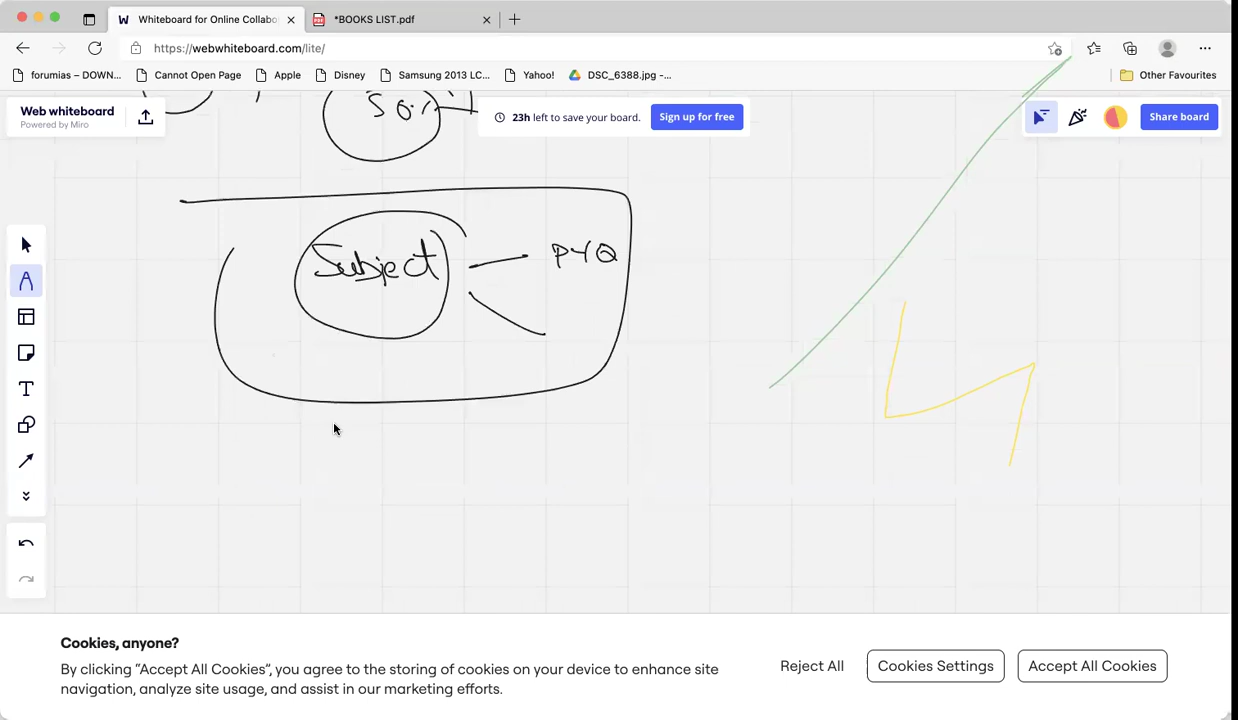 Whiteboard for Online Collabo
*BOOKS LIST.pdf
https://webwhiteboard.com/lite/
forumias – DOWN...
Cannot Open Page
Apple
Disney
Samsung 2013 LC...
Yahoo!
DSC_6388.jpg -...
Other Favourites
Web whiteboard
Powered by Miro
23h left to save your board.
Sign up for free
Share board
50%
Subject
PYQ
Cookies, anyone?
By clicking “Accept All Cookies”, you agree to the storing of cookies on your device to enhance site
navigation, analyze site usage, and assist in our marketing efforts.
Reject All
Cookies Settings
Accept All Cookies